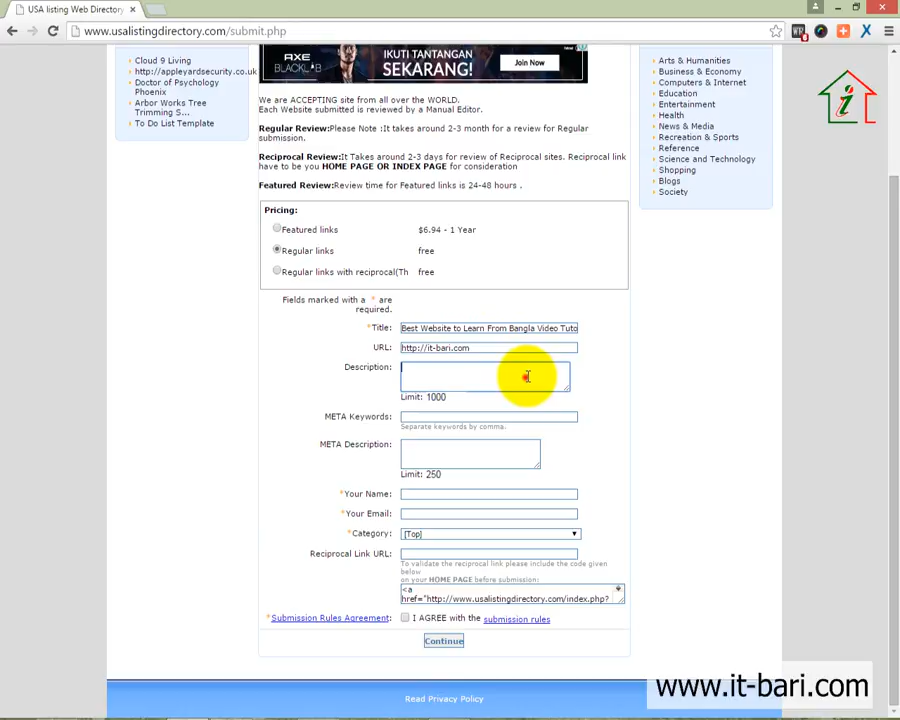 USA listing Web Directory
www.usalistingdirectory.com/submit.php
Cloud 9 Living
http://appleyardsecurity.co.uk
Doctor of Psychology
Phoenix
Arbor Works Tree
Trimming S...
To Do List Template
AXE
BLACKLAB
IKUTI TANTANGAN
SEKARANG!
Join Now
We are ACCEPTING site from all over the WORLD.
Each Website submitted is reviewed by a Manual Editor.
Regular Review:Please Note :It takes around 2-3 month for a review for Regular
submission.
Reciprocal Review:It Takes around 2-3 days for review of Reciprocal sites. Reciprocal link
have to be you HOME PAGE OR INDEX PAGE for consideration
Featured Review:Review time for Featured links is 24-48 hours .
Pricing:
Featured links $6.94 - 1 Year
Regular links free
Regular links with reciprocal(Th free
Fields marked with a * are
required.
*Title: Best Website to Learn From Bangla Video Tuto
URL: http://it-bari.com
Description:
Limit: 1000
META Keywords:
Separate keywords by comma.
META Description:
Limit: 250
*Your Name:
*Your Email:
*Category: [Top]
Reciprocal Link URL:
To validate the reciprocal link please include the code given
below
on your HOME PAGE before submission:
<a
href="http://www.usalistingdirectory.com/index.php?
*Submission Rules Agreement: I AGREE with the submission rules
Continue
Read Privacy Policy
Arts & Humanities
Business & Economy
Computers & Internet
Education
Entertainment
Health
News & Media
Recreation & Sports
Reference
Science and Technology
Shopping
Blogs
Society
www.it-bari.com